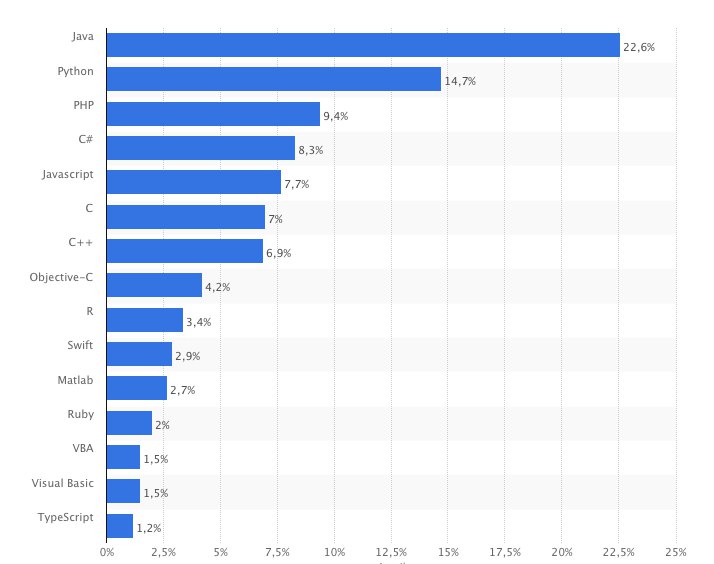 Java 22,6%
Python 14,7%
PHP 9,4%
C# 8,3%
Javascript 7,7%
C 7%
C++ 6,9%
Objective-C 4,2%
R 3,4%
Swift 2,9%
Matlab 2,7%
Ruby 2%
VBA 1,5%
Visual Basic 1,5%
TypeScript 1,2%
0% 2,5% 5% 7,5% 10% 12,5% 15% 17,5% 20% 22,5% 25%